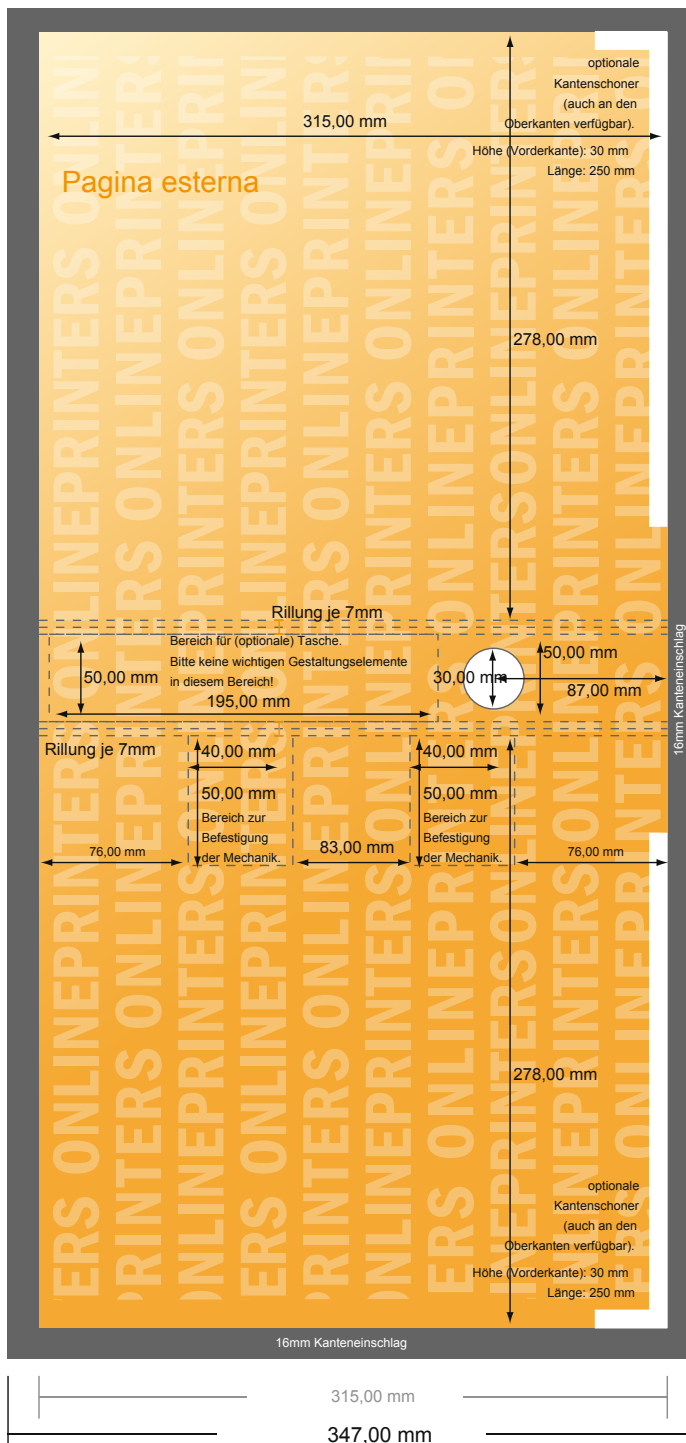 optionale
Kantenschoner
(auch an den
Oberkanten verfügbar).
315,00 mm
Höhe (Vorderkante): 30 mm
Länge: 250 mm
Pagina esterna
278,00 mm
ONLINEPRINTERS ONLINEPRINTERS ONLINEPRINTERS
Rillung je 7mm
Bereich für (optionale) Tasche.
Bitte keine wichtigen Gestaltungselemente
in diesem Bereich!
50,00 mm
195,00 mm
30,00 mm
50,00 mm
87,00 mm
16mm Kanteneinschlag
Rillung je 7mm
40,00 mm
50,00 mm
Bereich zur
Befestigung
der Mechanik.
40,00 mm
50,00 mm
Bereich zur
Befestigung
der Mechanik.
76,00 mm
83,00 mm
76,00 mm
278,00 mm
optionale
Kantenschoner
(auch an den
Oberkanten verfügbar).
Höhe (Vorderkante): 30 mm
Länge: 250 mm
16mm Kanteneinschlag
315,00 mm
347,00 mm